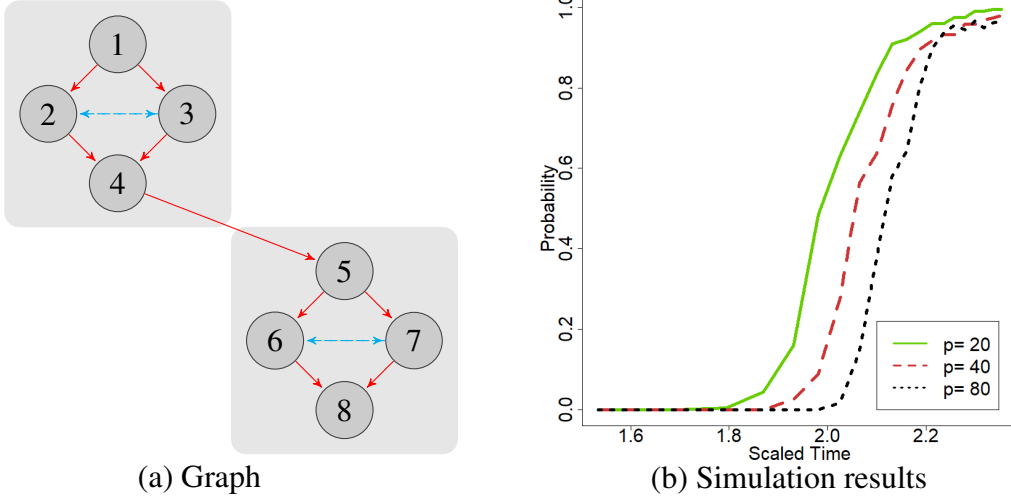 1
2 3
4
5
6 7
8
(a) Graph
Probability
1.0
0.8
0.6
0.4
0.2
0.0
p= 20
p= 40
p= 80
1.6 1.8 2.0 2.2
Scaled Time
(b) Simulation results